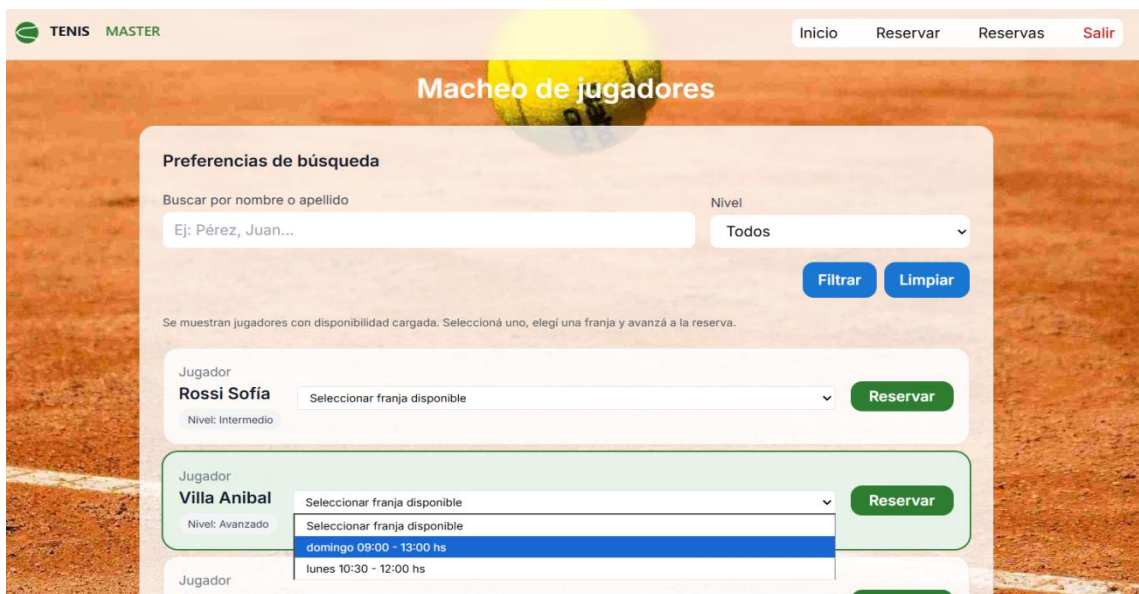 TENIS MASTER
Inicio Reservar Reservas Salir
Macheo de jugadores
Preferencias de búsqueda
Buscar por nombre o apellido
Nivel
Ej: Pérez, Juan...
Todos
Filtrar Limpiar
Se muestran jugadores con disponibilidad cargada. Seleccioná uno, elegí una franja y avanzá a la reserva.
Jugador
Rossi Sofía
Seleccionar franja disponible
Reservar
Nivel: Intermedio
Jugador
Villa Anibal
Seleccionar franja disponible
Reservar
Nivel: Avanzado
Seleccionar franja disponible
domingo 09:00 - 13:00 hs
lunes 10:30 - 12:00 hs
Jugador